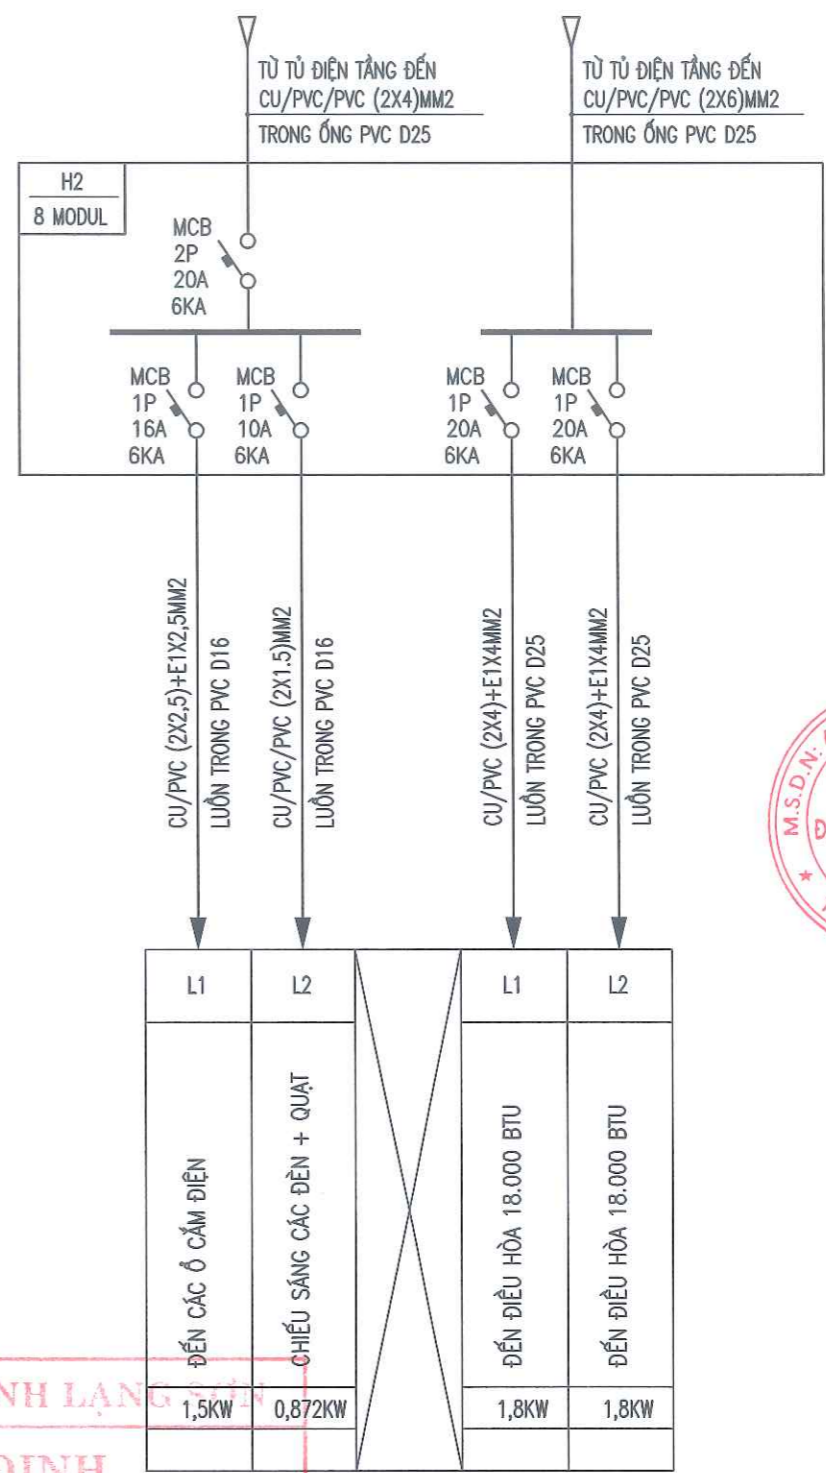 TỪ TỦ ĐIỆN TẦNG ĐẾN
CU/PVC/PVC (2X4)MM2
TRONG ỐNG PVC D25
TỪ TỦ ĐIỆN TẦNG ĐẾN
CU/PVC/PVC (2X6)MM2
TRONG ỐNG PVC D25
H2
8 MODUL
MCB
2P
20A
6KA
MCB
1P
16A
6KA
MCB
1P
10A
6KA
MCB
1P
20A
6KA
MCB
1P
20A
6KA
CU/PVC (2X2,5)+E1X2,5MM2
LUỒN TRONG PVC D16
CU/PVC/PVC (2X1.5)MM2
LUỒN TRONG PVC D16
CU/PVC (2X4)+E1X4MM2
LUỒN TRONG PVC D25
CU/PVC (2X4)+E1X4MM2
LUỒN TRONG PVC D25
M.S.D.N:
L1
L2
L1
L2
ĐẾN CÁC Ổ CẮM ĐIỆN
CHIẾU SÁNG CÁC ĐÈN + QUẠT
ĐẾN ĐIỀU HÒA 18.000 BTU
ĐẾN ĐIỀU HÒA 18.000 BTU
NH LẠNG SƠN
1,5KW
0,872KW
1,8KW
1,8KW
ĐỊNH